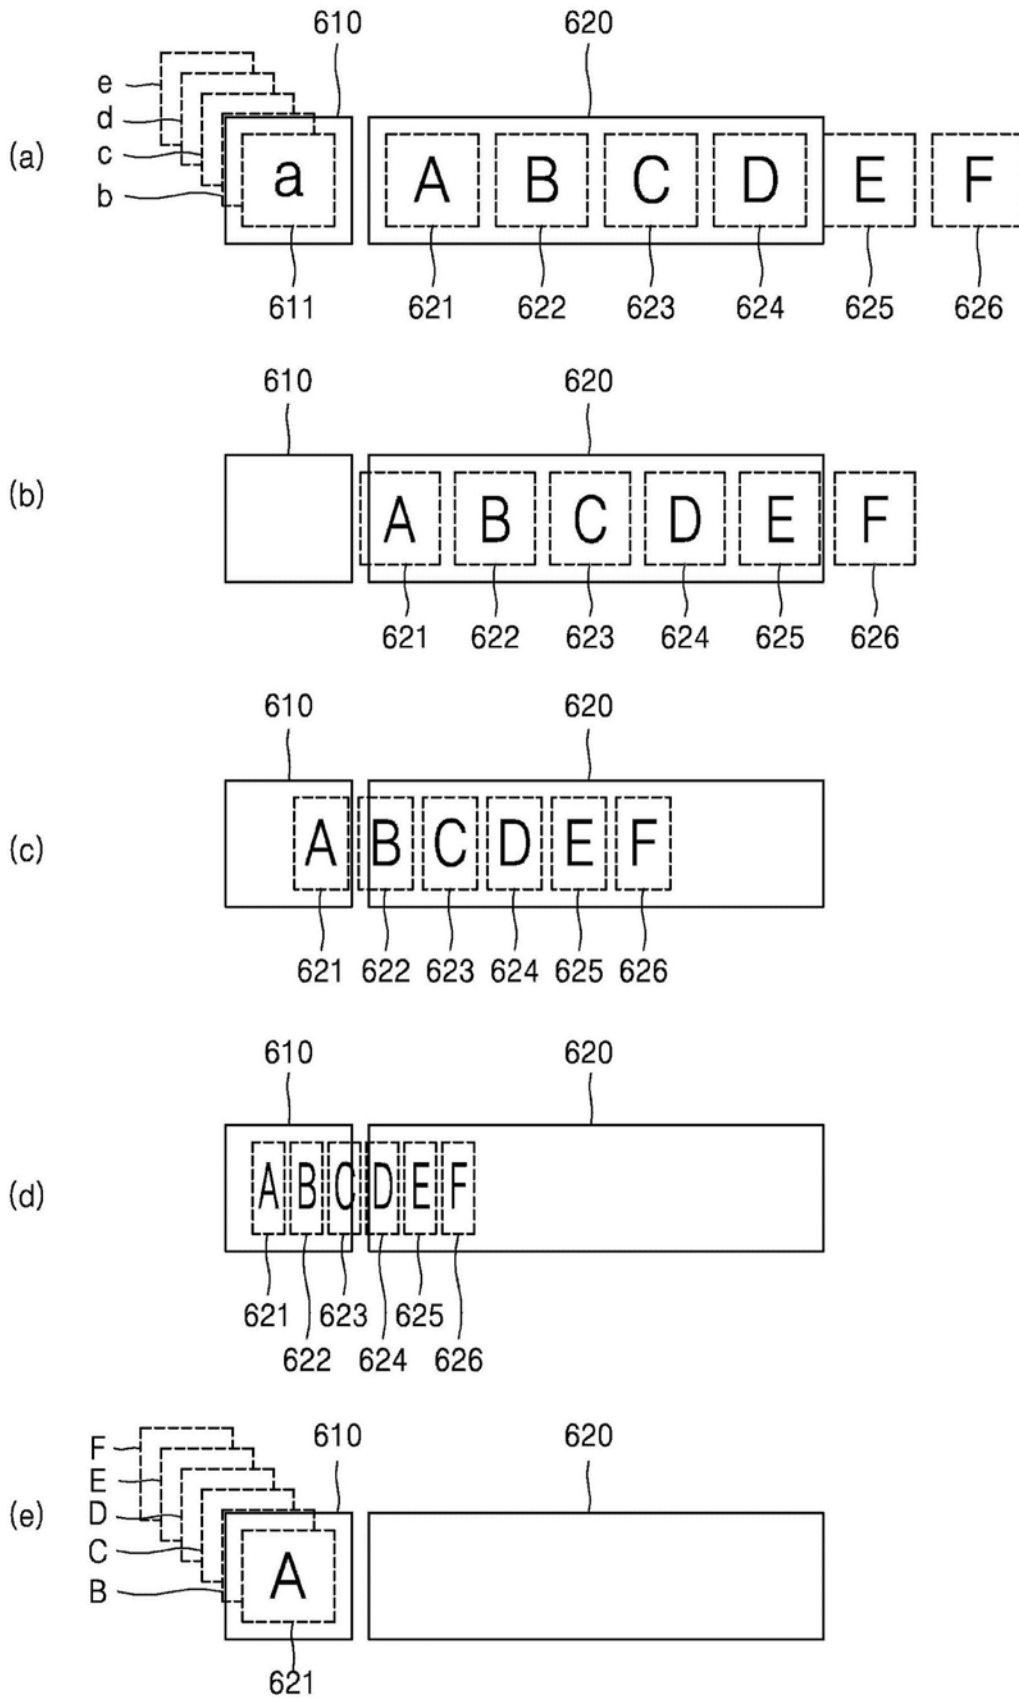 610 620
e
d
(a) c a A B C D E F
b
611 621 622 623 624 625 626
610 620
(b) A B C D E F
621 622 623 624 625 626
610 620
(c) A B C D E F
621 622 623 624 625 626
610 620
(d) A B C D E F
621 623 625
622 624 626
F 610 620
E
(e) D
C A
B
621